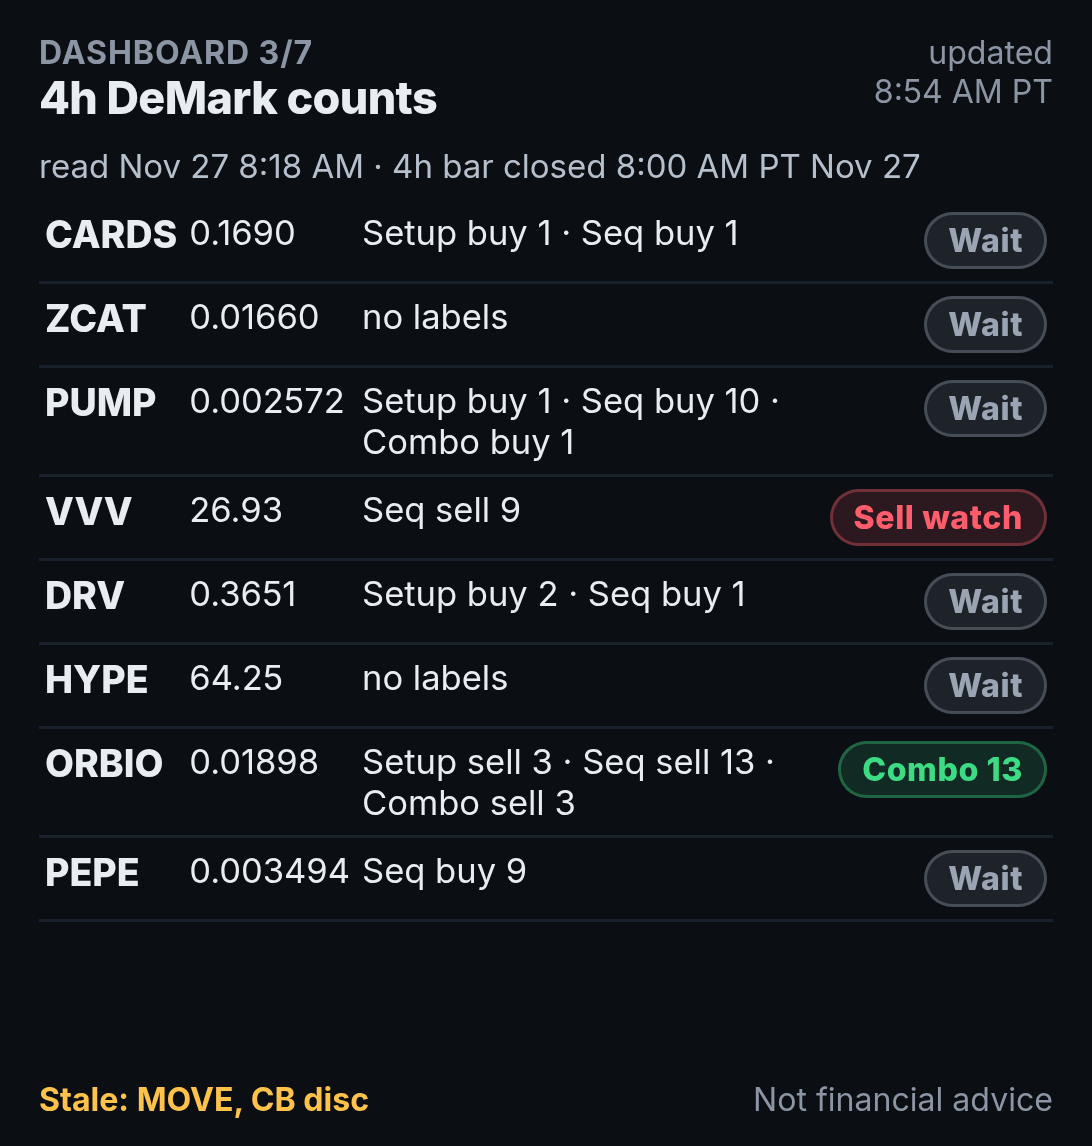 DASHBOARD 3/7
updated
4h DeMark counts
8:54 AM PT
read Nov 27 8:18 AM · 4h bar closed 8:00 AM PT Nov 27
CARDS 0.1690 Setup buy 1 · Seq buy 1 Wait
ZCAT 0.01660 no labels Wait
PUMP 0.002572 Setup buy 1 · Seq buy 10 · Wait
Combo buy 1
VVV 26.93 Seq sell 9 Sell watch
DRV 0.3651 Setup buy 2 · Seq buy 1 Wait
HYPE 64.25 no labels Wait
ORBIO 0.01898 Setup sell 3 · Seq sell 13 · Combo 13
Combo sell 3
PEPE 0.003494 Seq buy 9 Wait
Stale: MOVE, CB disc
Not financial advice